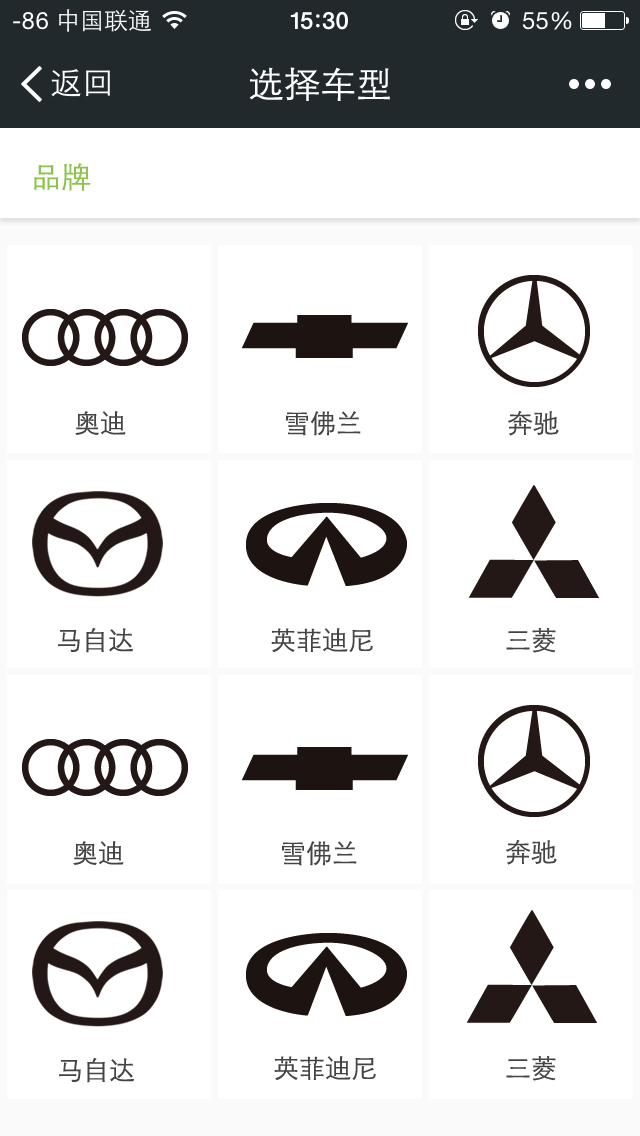 -86 中国联通 15:30 55%
返回 选择车型
品牌
奥迪 雪佛兰 奔驰
马自达 英菲迪尼 三菱
奥迪 雪佛兰 奔驰
马自达 英菲迪尼 三菱